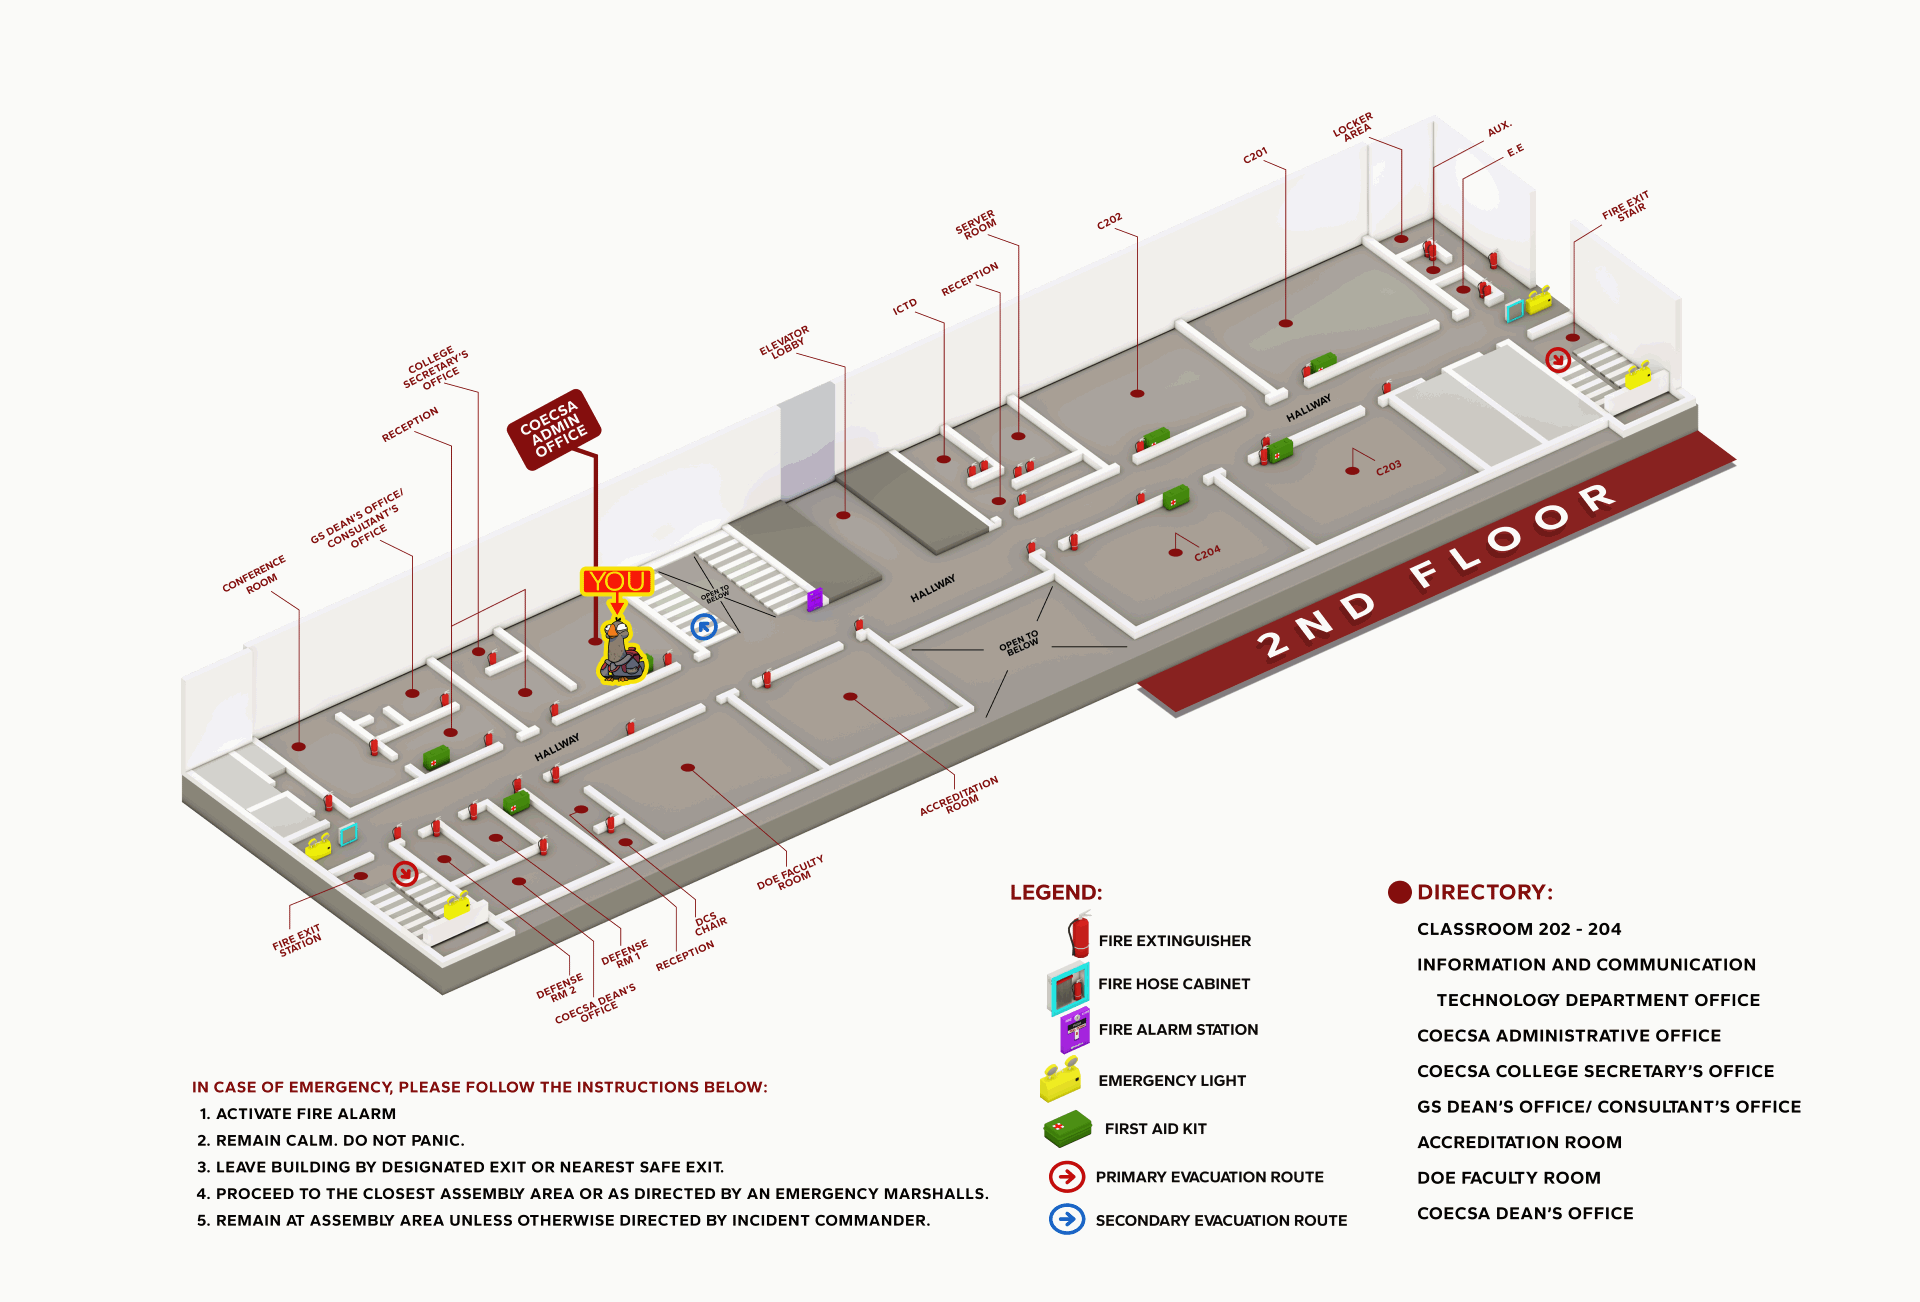 LOCKER
AREA
AUX.
E.E
C201
FIRE EXIT
STAIR
SERVER
ROOM
C202
RECEPTION
ICTD
ELEVATOR
LOBBY
COLLEGE
SECRETARY'S
OFFICE
RECEPTION
COECSA
ADMIN
OFFICE
GS DEAN'S OFFICE/
CONSULTANT'S
OFFICE
CONFERENCE
ROOM
YOU
OPEN TO
BELOW
HALLWAY
HALLWAY
HALLWAY
C203
C204
OPEN TO
BELOW
2ND FLOOR
ACCREDITATION
ROOM
DOE FACULTY
ROOM
DCS
CHAIR
RECEPTION
DEFENSE
RM 1
DEFENSE
RM 2
COECSA DEAN'S
OFFICE
FIRE EXIT
STATION
LEGEND:
FIRE EXTINGUISHER
FIRE HOSE CABINET
FIRE ALARM STATION
EMERGENCY LIGHT
FIRST AID KIT
PRIMARY EVACUATION ROUTE
SECONDARY EVACUATION ROUTE
DIRECTORY:
CLASSROOM 202 - 204
INFORMATION AND COMMUNICATION
TECHNOLOGY DEPARTMENT OFFICE
COECSA ADMINISTRATIVE OFFICE
COECSA COLLEGE SECRETARY'S OFFICE
GS DEAN'S OFFICE/ CONSULTANT'S OFFICE
ACCREDITATION ROOM
DOE FACULTY ROOM
COECSA DEAN'S OFFICE
IN CASE OF EMERGENCY, PLEASE FOLLOW THE INSTRUCTIONS BELOW:
1. ACTIVATE FIRE ALARM
2. REMAIN CALM. DO NOT PANIC.
3. LEAVE BUILDING BY DESIGNATED EXIT OR NEAREST SAFE EXIT.
4. PROCEED TO THE CLOSEST ASSEMBLY AREA OR AS DIRECTED BY AN EMERGENCY MARSHALLS.
5. REMAIN AT ASSEMBLY AREA UNLESS OTHERWISE DIRECTED BY INCIDENT COMMANDER.